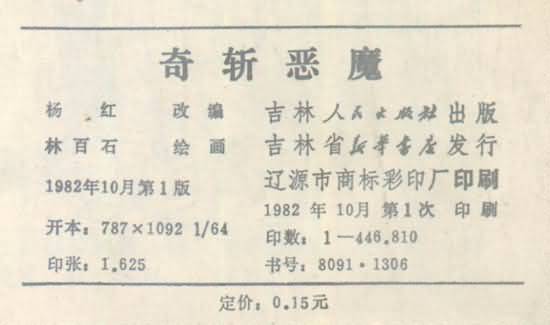 奇斩恶魔
杨红 改编
林百石 绘画
1982年10月第1版
开本：787×1092 1/64
印张：1.625
吉林人民出版社出版
吉林省新华书店发行
辽源市商标彩印厂印刷
1982年10月第1次印刷
印数：1—446.810
书号：8091·1306
定价：0.15元